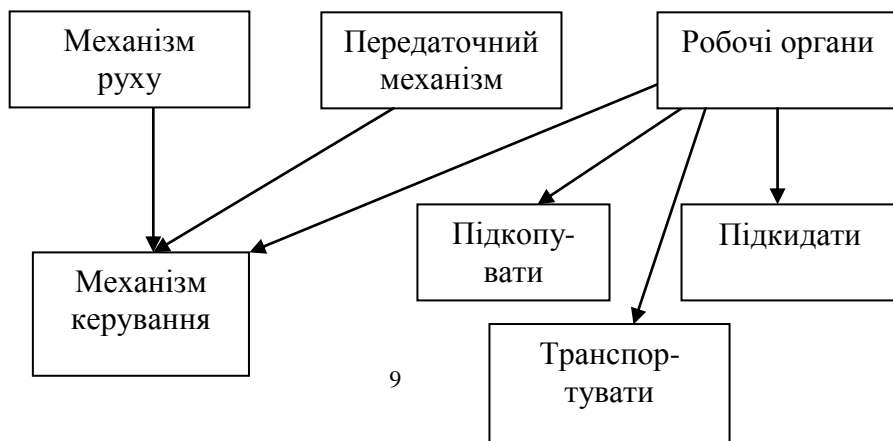 Механізм
руху
Передаточний
механізм
Робочі органи
Підкопу-
вати
Підкидати
Механізм
керування
Транспор-
тувати
9